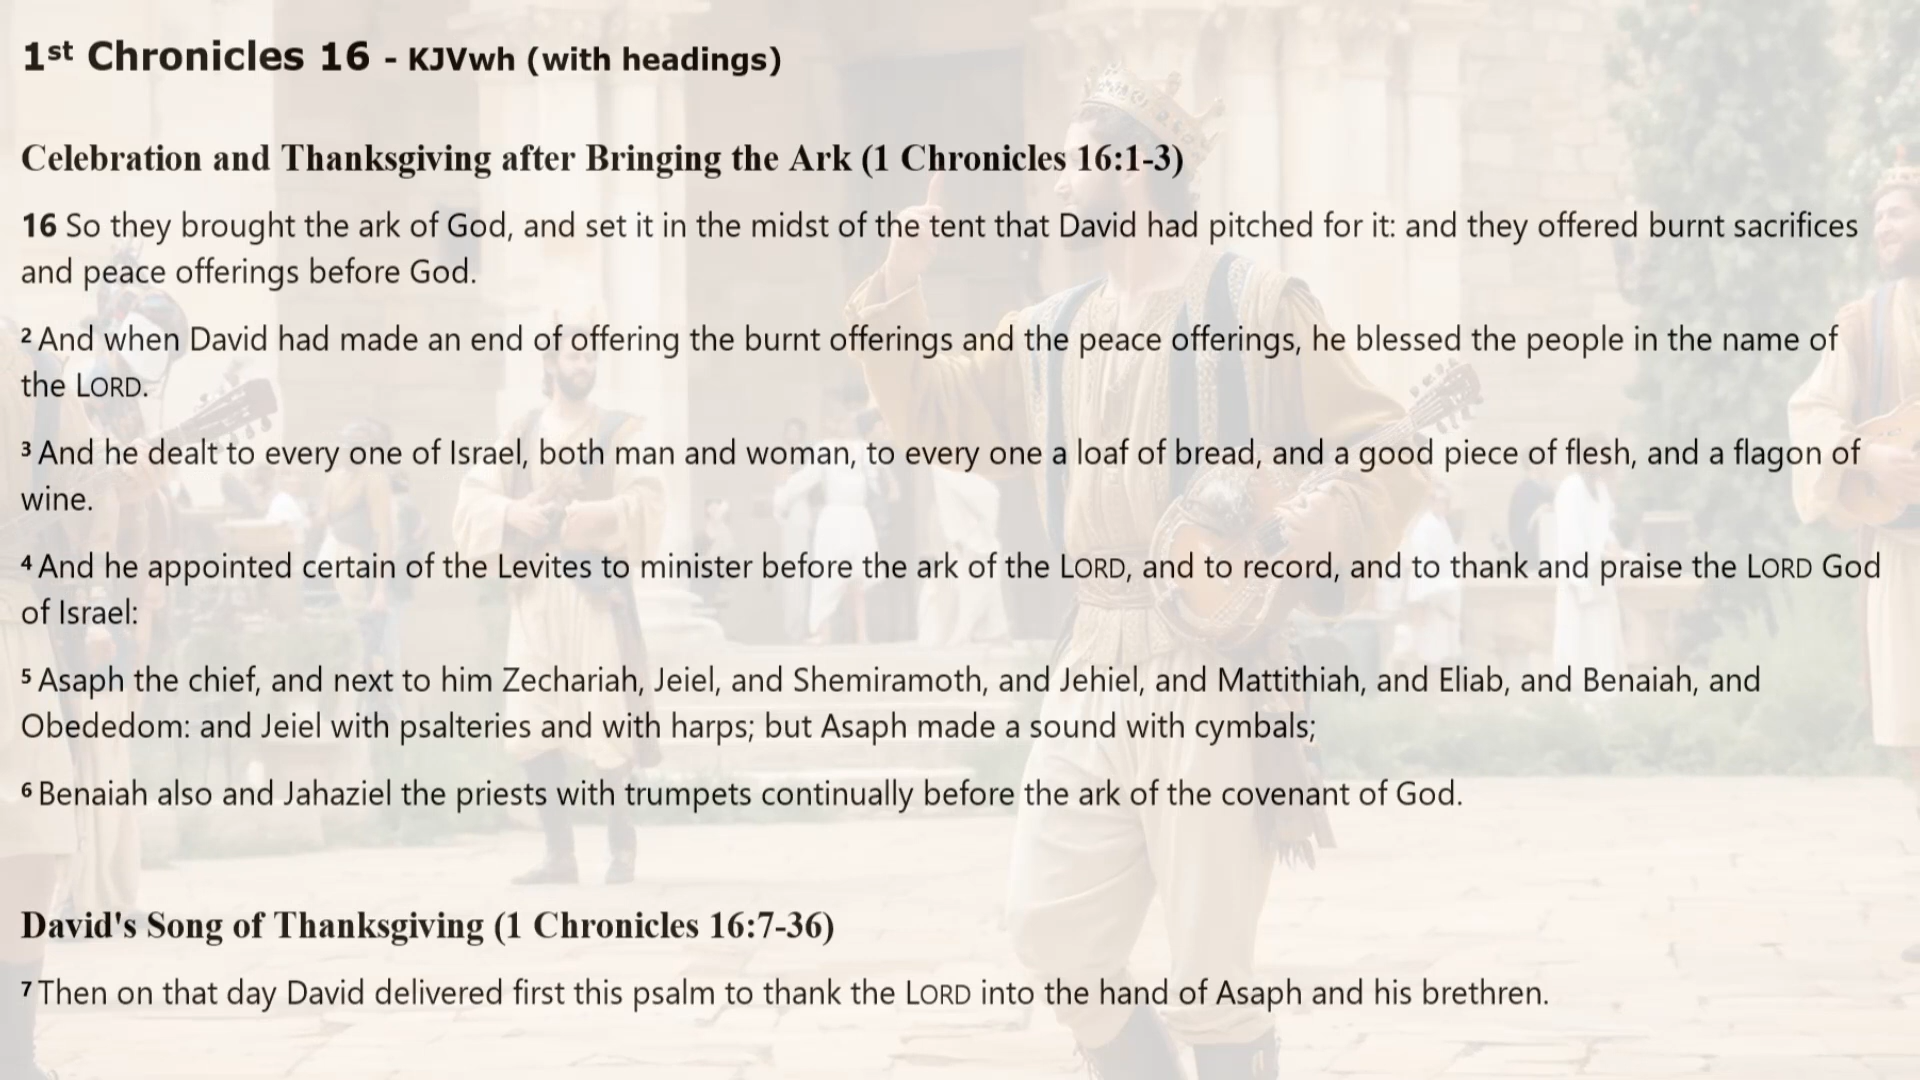 1st Chronicles 16 - KJVwh (with headings)
Celebration and Thanksgiving after Bringing the Ark (1 Chronicles 16:1-3)
16 So they brought the ark of God, and set it in the midst of the tent that David had pitched for it: and they offered burnt sacrifices
and peace offerings before God.
2 And when David had made an end of offering the burnt offerings and the peace offerings, he blessed the people in the name of
the LORD.
3 And he dealt to every one of Israel, both man and woman, to every one a loaf of bread, and a good piece of flesh, and a flagon of
wine.
4 And he appointed certain of the Levites to minister before the ark of the LORD, and to record, and to thank and praise the LORD God
of Israel:
5 Asaph the chief, and next to him Zechariah, Jeiel, and Shemiramoth, and Jehiel, and Mattithiah, and Eliab, and Benaiah, and
Obededom: and Jeiel with psalteries and with harps; but Asaph made a sound with cymbals;
6 Benaiah also and Jahaziel the priests with trumpets continually before the ark of the covenant of God.
David's Song of Thanksgiving (1 Chronicles 16:7-36)
7 Then on that day David delivered first this psalm to thank the LORD into the hand of Asaph and his brethren.